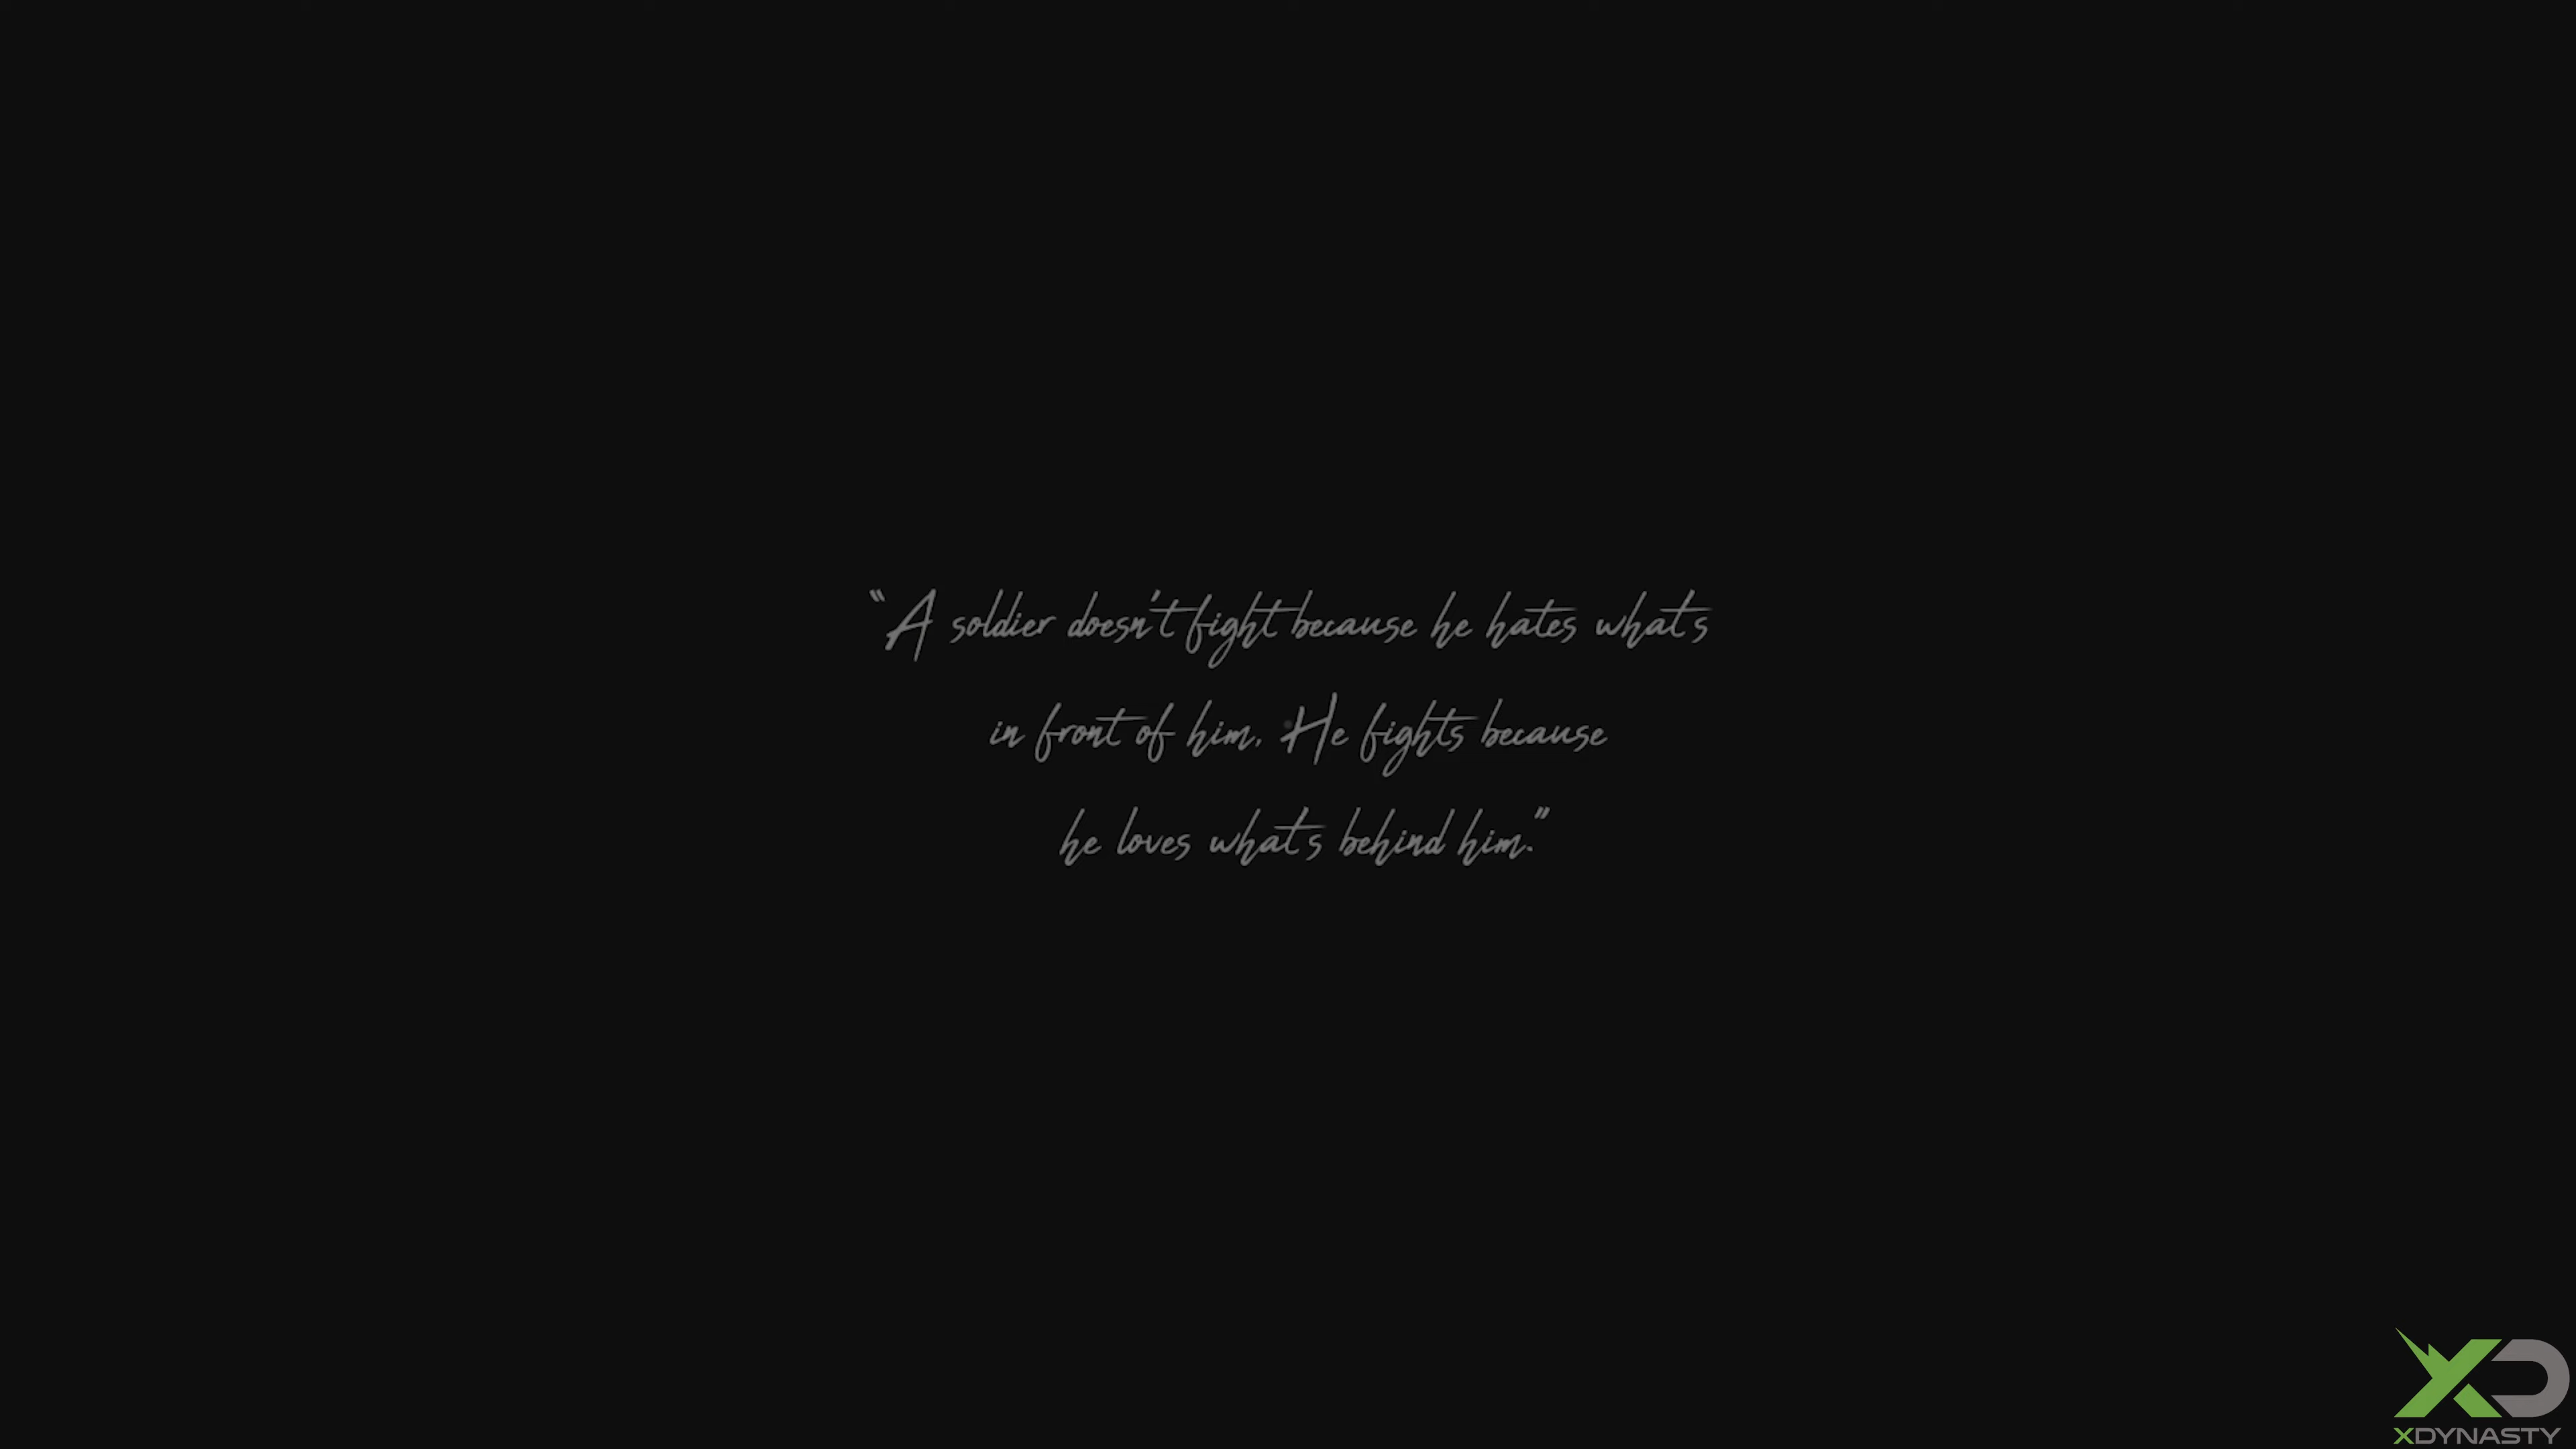 “A soldier doesn't fight because he hates what's
in front of him, He fights because
he loves what's behind him.”
XD
XDYNASTY